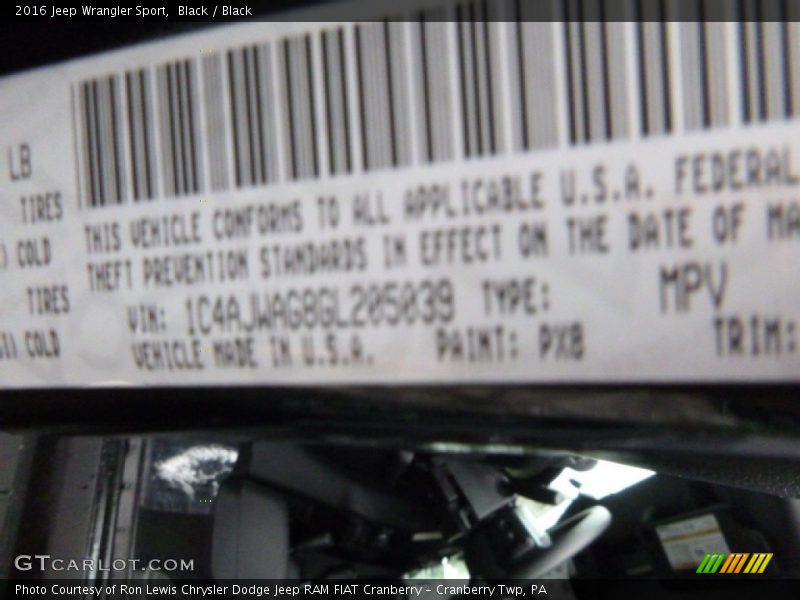 2016 Jeep Wrangler Sport, Black / Black
LB
TIRES
COLD
TIRES
COLD
THIS VEHICLE CONFORMS TO ALL APPLICABLE U.S.A. FEDERAL
THEFT PREVENTION STANDARDS IN EFFECT ON THE DATE OF MA
VIN: 1C4AJWAG8GL205039 TYPE: MPV
VEHICLE MADE IN U.S.A. PAINT: PX8 TRIM:
GTCARLOT.COM
Photo Courtesy of Ron Lewis Chrysler Dodge Jeep RAM FIAT Cranberry - Cranberry Twp, PA